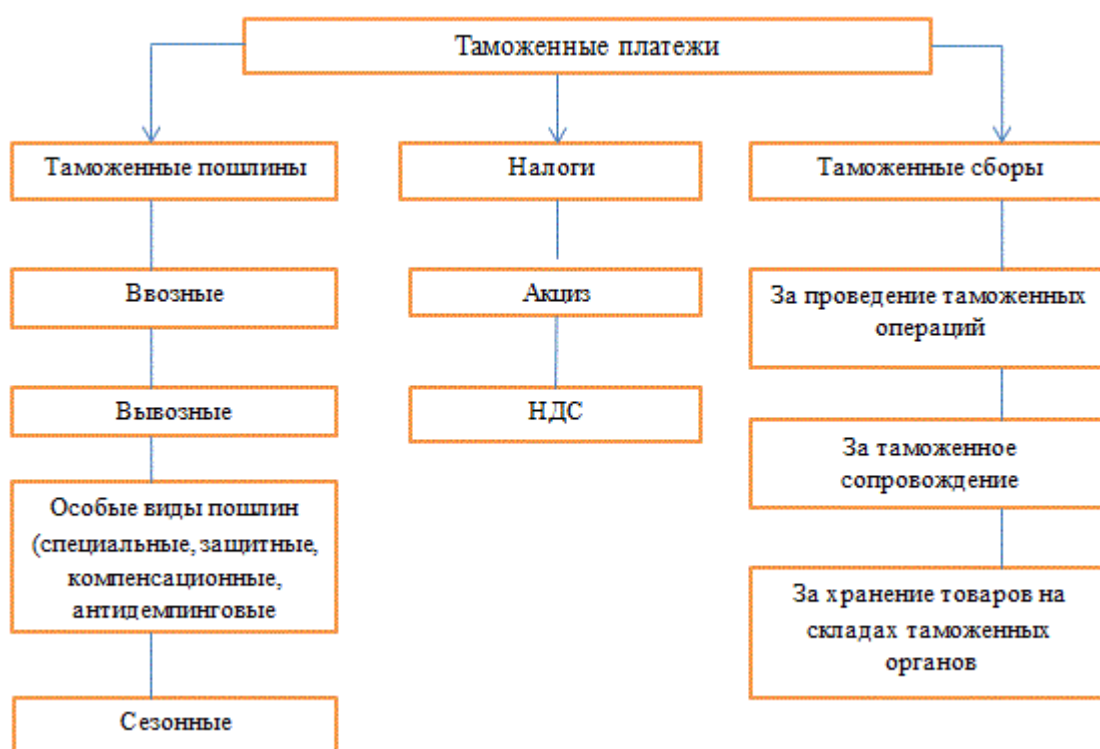 Таможенные платежи
Таможенные пошлины
Налоги
Таможенные сборы
Ввозные
Акциз
За проведение таможенных
операций
Вывозные
НДС
За таможенное
сопровождение
Особые виды пошлин
(специальные, защитные,
компенсационные,
антидемпинговые
За хранение товаров на
складах таможенных
органов
Сезонные